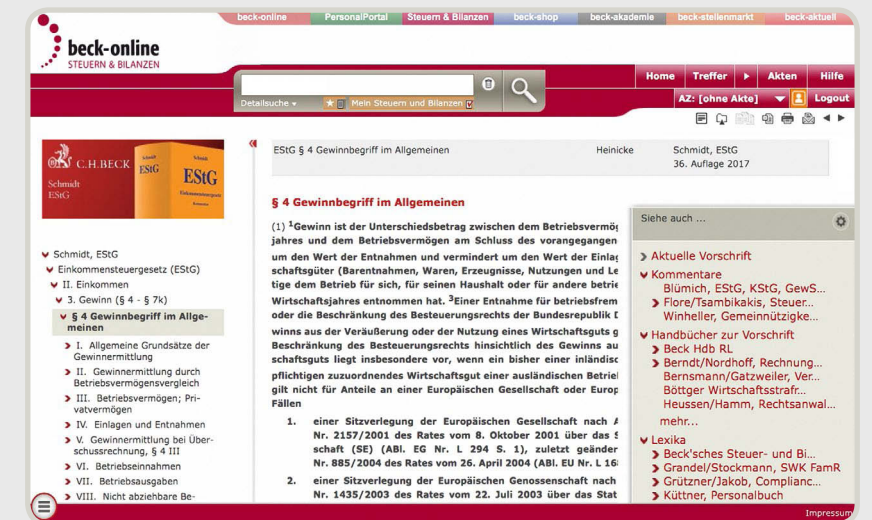 beck-online PersonalPortal Steuern & Bilanzen beck-shop beck-akademie beck-stellenmarkt beck-aktuell
beck-online
STEUERN & BILANZEN
Home Treffer Akten Hilfe
Detailsuche Mein Steuern und Bilanzen
AZ: [ohne Akte] Logout
C.H.BECK
Schmidt
EStG
Schmidt
EStG
Schmidt
EStG
EStG § 4 Gewinnbegriff im Allgemeinen Heinicke Schmidt, EStG
36. Auflage 2017
Schmidt, EStG
Einkommensteuergesetz (EStG)
II. Einkommen
3. Gewinn (§ 4 - § 7k)
§ 4 Gewinnbegriff im Allge-
meinen
I. Allgemeine Grundsätze der
Gewinnermittlung
II. Gewinnermittlung durch
Betriebsvermögensvergleich
III. Betriebsvermögen; Pri-
vatvermögen
IV. Einlagen und Entnahmen
V. Gewinnermittlung bei Über-
schussrechnung, § 4 III
VI. Betriebseinnahmen
VII. Betriebsausgaben
VIII. Nicht abziehbare Be-
§ 4 Gewinnbegriff im Allgemeinen
(1) 1Gewinn ist der Unterschiedsbetrag zwischen dem Betriebsvermög
jahres und dem Betriebsvermögen am Schluss des vorangegangen
um den Wert der Entnahmen und vermindert um den Wert der Einlag
schaftsgüter (Barentnahmen, Waren, Erzeugnisse, Nutzungen und Le
tige dem Betrieb für sich, für seinen Haushalt oder für andere betrie
Wirtschaftsjahres entnommen hat. 3Einer Entnahme für betriebsfrem
oder die Beschränkung des Besteuerungsrechts der Bundesrepublik D
winns aus der Veräußerung oder der Nutzung eines Wirtschaftsguts g
Beschränkung des Besteuerungsrechts hinsichtlich des Gewinns au
schaftsguts liegt insbesondere vor, wenn ein bisher einer inländisc
pflichtigen zuzuordnendes Wirtschaftsgut einer ausländischen Betrie
gilt nicht für Anteile an einer Europäischen Gesellschaft oder Europ
Fällen
1. einer Sitzverlegung der Europäischen Gesellschaft nach A
Nr. 2157/2001 des Rates vom 8. Oktober 2001 über das S
schaft (SE) (ABl. EG Nr. L 294 S. 1), zuletzt geänder
Nr. 885/2004 des Rates vom 26. April 2004 (ABl. EU Nr. L 16
2. einer Sitzverlegung der Europäischen Genossenschaft nach
Nr. 1435/2003 des Rates vom 22. Juli 2003 über das Stat
Siehe auch ...
Aktuelle Vorschrift
Kommentare
Blümich, EStG, KStG, GewS...
Flore/Tsambikakis, Steuer...
Winheller, Gemeinnützigke...
Handbücher zur Vorschrift
Beck Hdb RL
Berndt/Nordhoff, Rechnung...
Bernsmann/Gatzweiler, Ver...
Böttger Wirtschaftsstrafr...
Heussen/Hamm, Rechtsanwal...
mehr...
Lexika
Beck'sches Steuer- und Bi...
Grandel/Stockmann, SWK FamR
Grützner/Jakob, Complianc...
Küttner, Personalbuch
Impressum